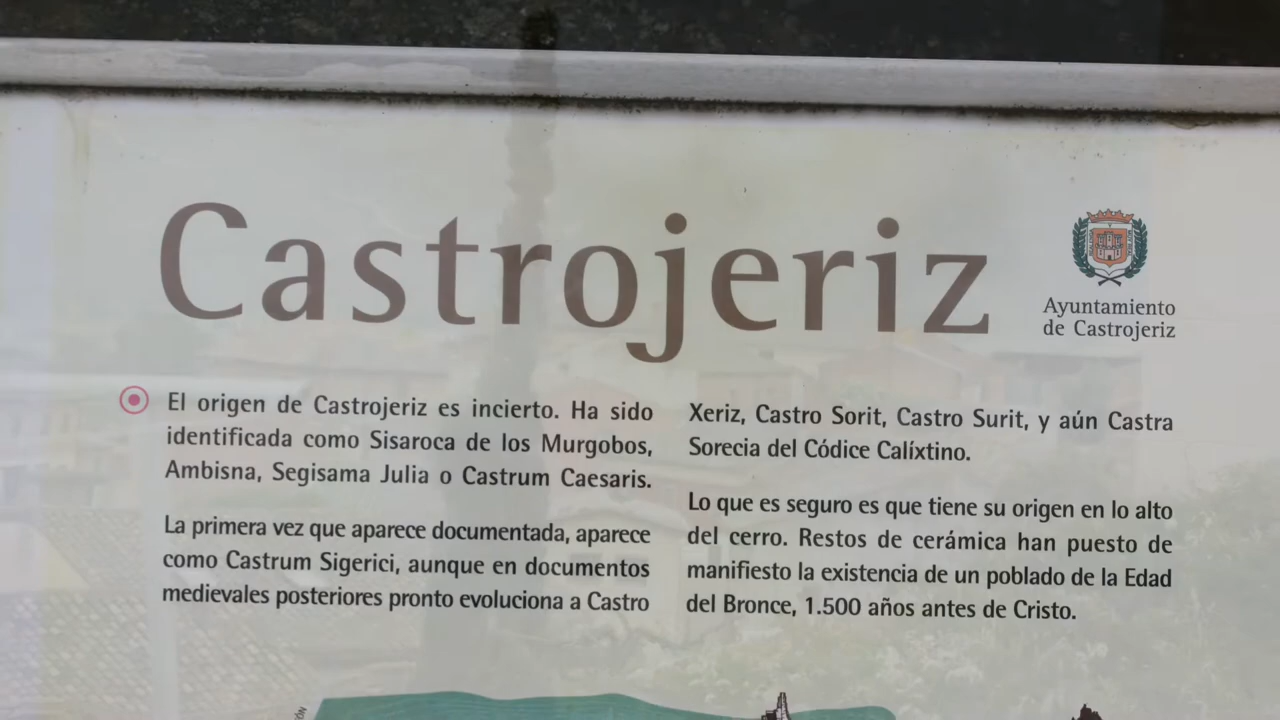 Castrojeriz
Ayuntamiento
de Castrojeriz
El origen de Castrojeriz es incierto. Ha sido
identificada como Sisaroca de los Murgobos,
Ambisna, Segisama Julia o Castrum Caesaris.
La primera vez que aparece documentada, aparece
como Castrum Sigerici, aunque en documentos
medievales posteriores pronto evoluciona a Castro
Xeriz, Castro Sorit, Castro Surit, y aún Castra
Sorecia del Códice Calíxtino.
Lo que es seguro es que tiene su origen en lo alto
del cerro. Restos de cerámica han puesto de
manifiesto la existencia de un poblado de la Edad
del Bronce, 1.500 años antes de Cristo.